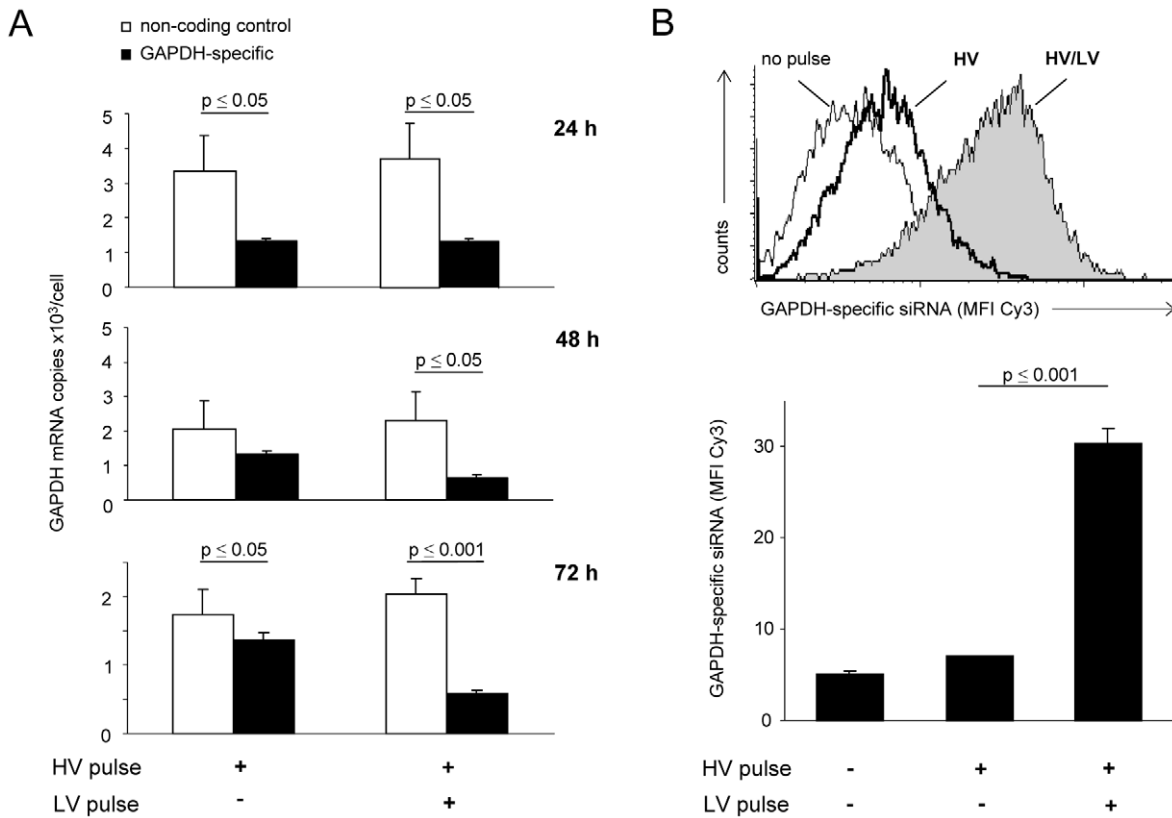 A
non-coding control
GAPDH-specific
p ≤ 0.05
p ≤ 0.05
24 h
5
4
3
2
1
0
48 h
p ≤ 0.05
5
4
3
2
1
0
p ≤ 0.05
p ≤ 0.001
72 h
2
1
0
GAPDH mRNA copies x10³/cell
HV pulse + +
LV pulse - +
B
no pulse
HV
HV/LV
counts
GAPDH-specific siRNA (MFI Cy3)
p ≤ 0.001
30
20
10
0
GAPDH-specific siRNA (MFI Cy3)
HV pulse - + +
LV pulse - - +